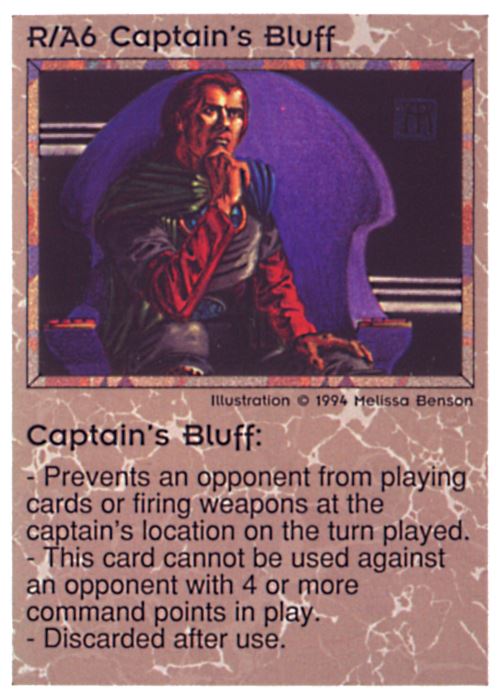 R/A6 Captain's Bluff
Illustration © 1994 Melissa Benson
Captain's Bluff:
- Prevents an opponent from playing
cards or firing weapons at the
captain's location on the turn played.
- This card cannot be used against
an opponent with 4 or more
command points in play.
- Discarded after use.